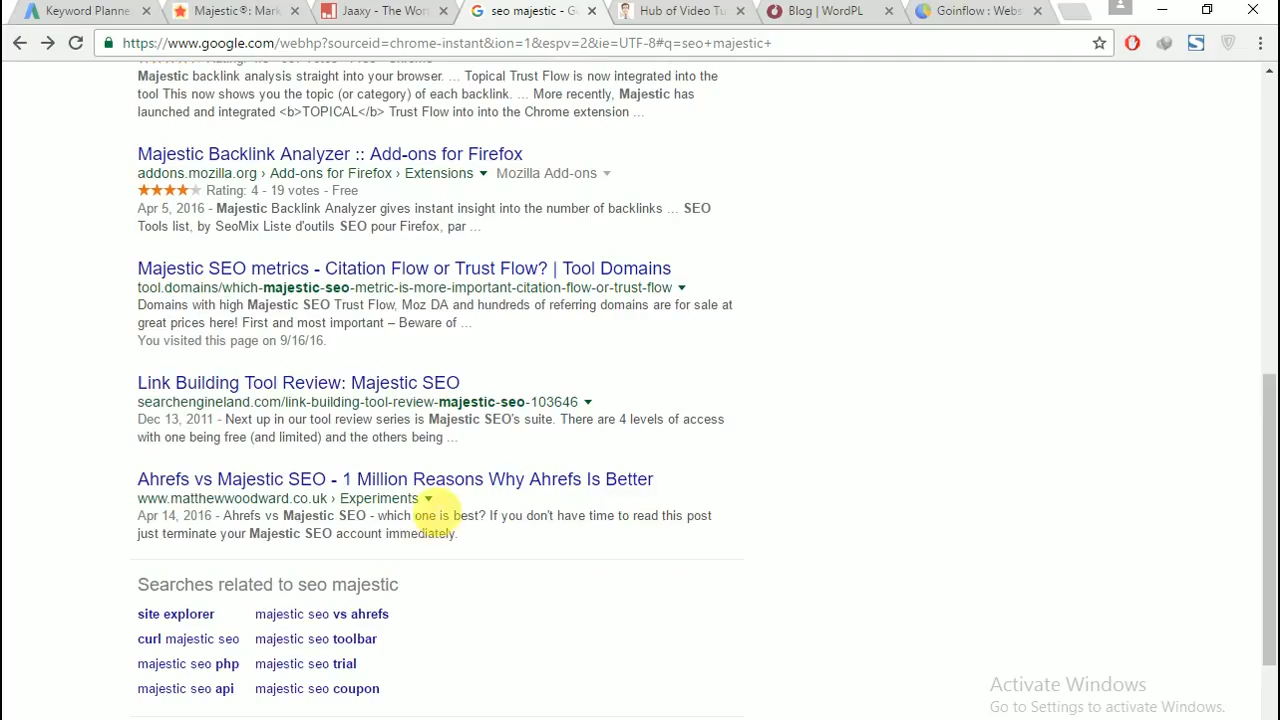 Keyword Planne
Majestic®: Mark
Jaaxy - The Wor
seo majestic - Go
Hub of Video Tu
Blog | WordPL
Goinflow : Webs
https://www.google.com/webhp?sourceid=chrome-instant&ion=1&espv=2&ie=UTF-8#q=seo+majestic+
Majestic backlink analysis straight into your browser. ... Topical Trust Flow is now integrated into the
tool This now shows you the topic (or category) of each backlink. ... More recently, Majestic has
launched and integrated <b>TOPICAL</b> Trust Flow into into the Chrome extension ...
Majestic Backlink Analyzer :: Add-ons for Firefox
addons.mozilla.org › Add-ons for Firefox › Extensions ▼ Mozilla Add-ons ▼
★★★★★ Rating: 4 - 19 votes - Free
Apr 5, 2016 - Majestic Backlink Analyzer gives instant insight into the number of backlinks ... SEO
Tools list, by SeoMix Liste d'outils SEO pour Firefox, par ...
Majestic SEO metrics - Citation Flow or Trust Flow? | Tool Domains
tool.domains/which-majestic-seo-metric-is-more-important-citation-flow-or-trust-flow ▼
Domains with high Majestic SEO Trust Flow, Moz DA and hundreds of referring domains are for sale at
great prices here! First and most important – Beware of ...
You visited this page on 9/16/16.
Link Building Tool Review: Majestic SEO
searchengineland.com/link-building-tool-review-majestic-seo-103646 ▼
Dec 13, 2011 - Next up in our tool review series is Majestic SEO's suite. There are 4 levels of access
with one being free (and limited) and the others being ...
Ahrefs vs Majestic SEO - 1 Million Reasons Why Ahrefs Is Better
www.matthewwoodward.co.uk › Experiments ▼
Apr 14, 2016 - Ahrefs vs Majestic SEO - which one is best? If you don't have time to read this post
just terminate your Majestic SEO account immediately.
Searches related to seo majestic
site explorer
majestic seo vs ahrefs
curl majestic seo
majestic seo toolbar
majestic seo php
majestic seo trial
majestic seo api
majestic seo coupon
Activate Windows
Go to Settings to activate Windows.